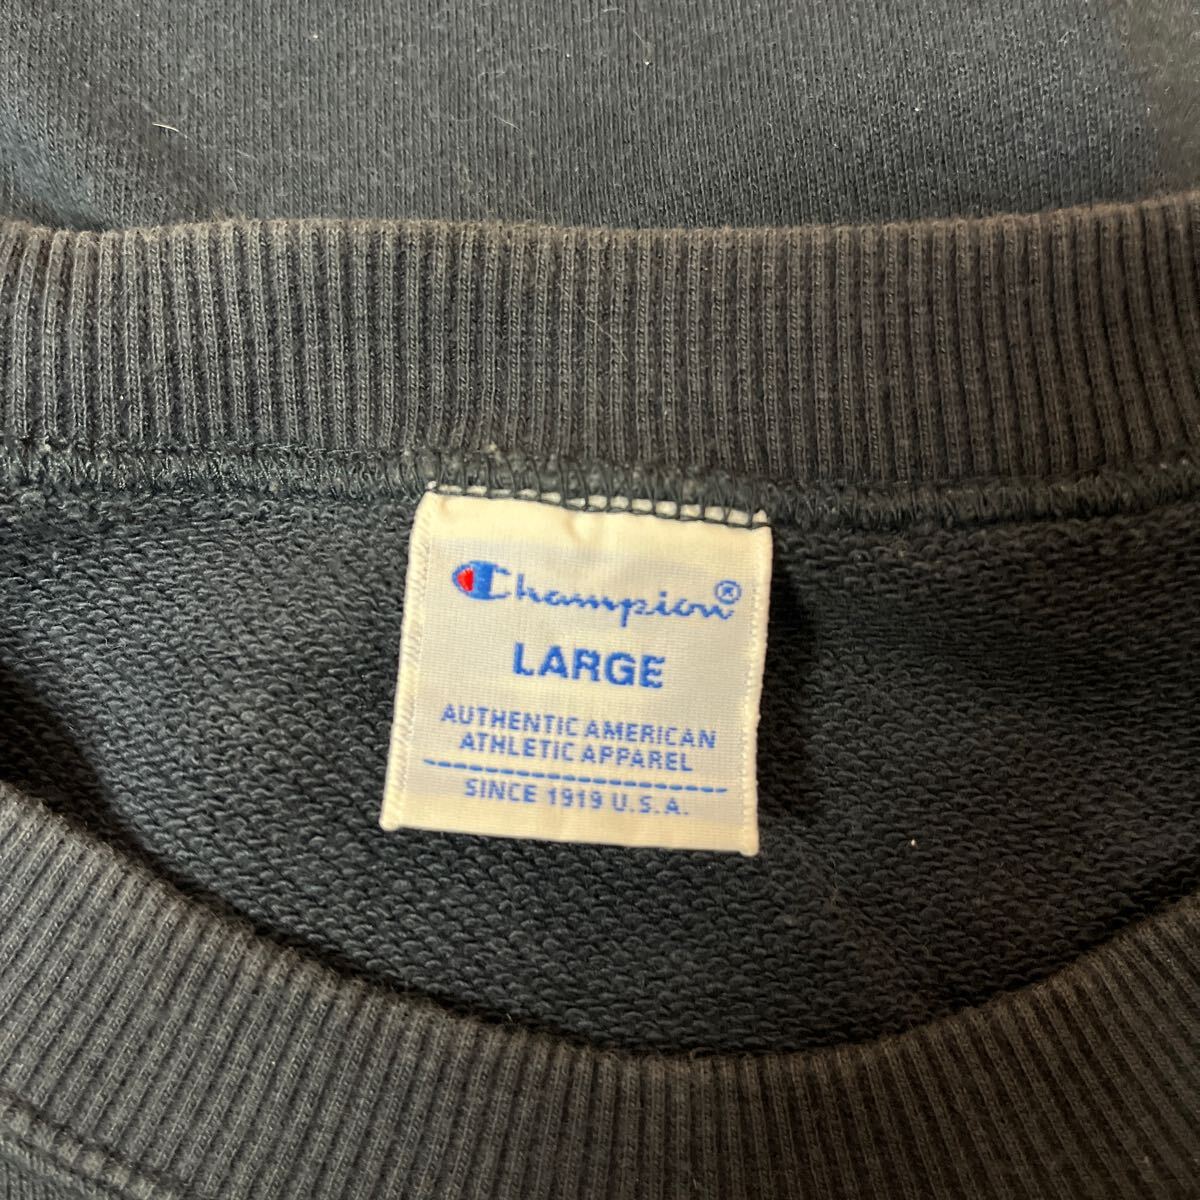 Champion®
LARGE
AUTHENTIC AMERICAN
ATHLETIC APPAREL
SINCE 1919 U.S.A.